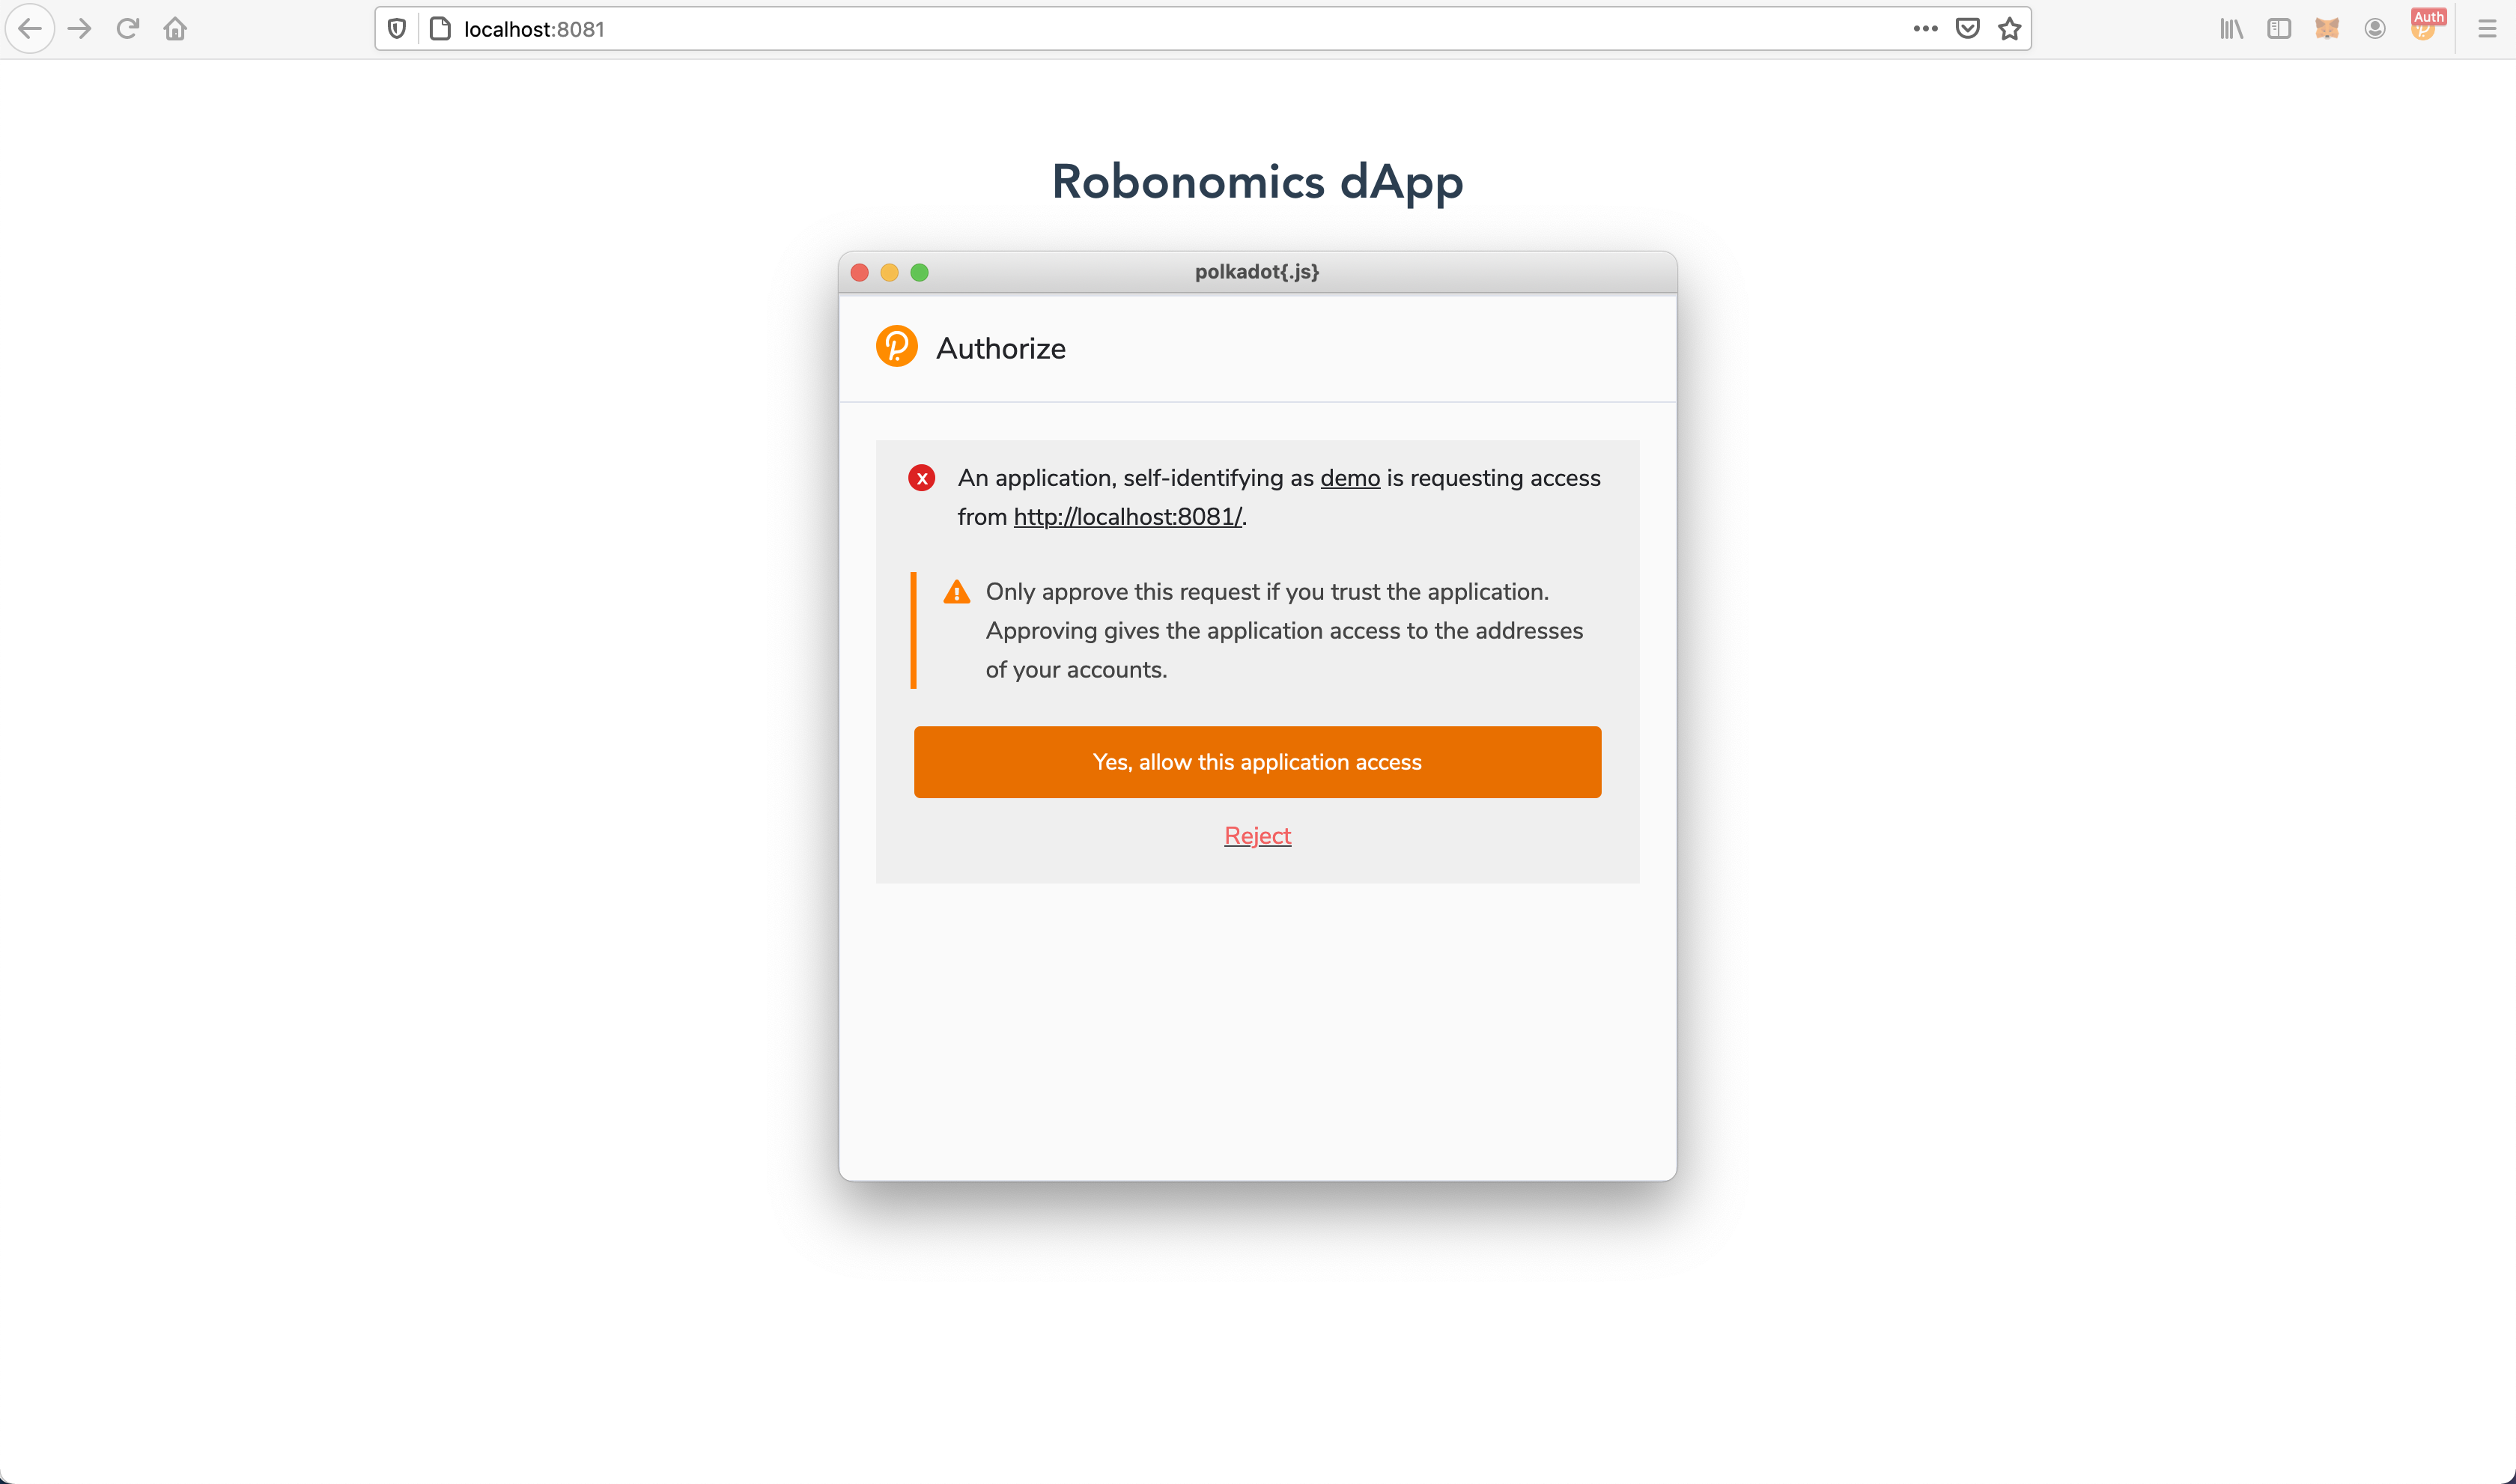 localhost:8081
Auth
Robonomics dApp
polkadot{.js}
Authorize
An application, self-identifying as demo is requesting access
from http://localhost:8081/.
Only approve this request if you trust the application.
Approving gives the application access to the addresses
of your accounts.
Yes, allow this application access
Reject